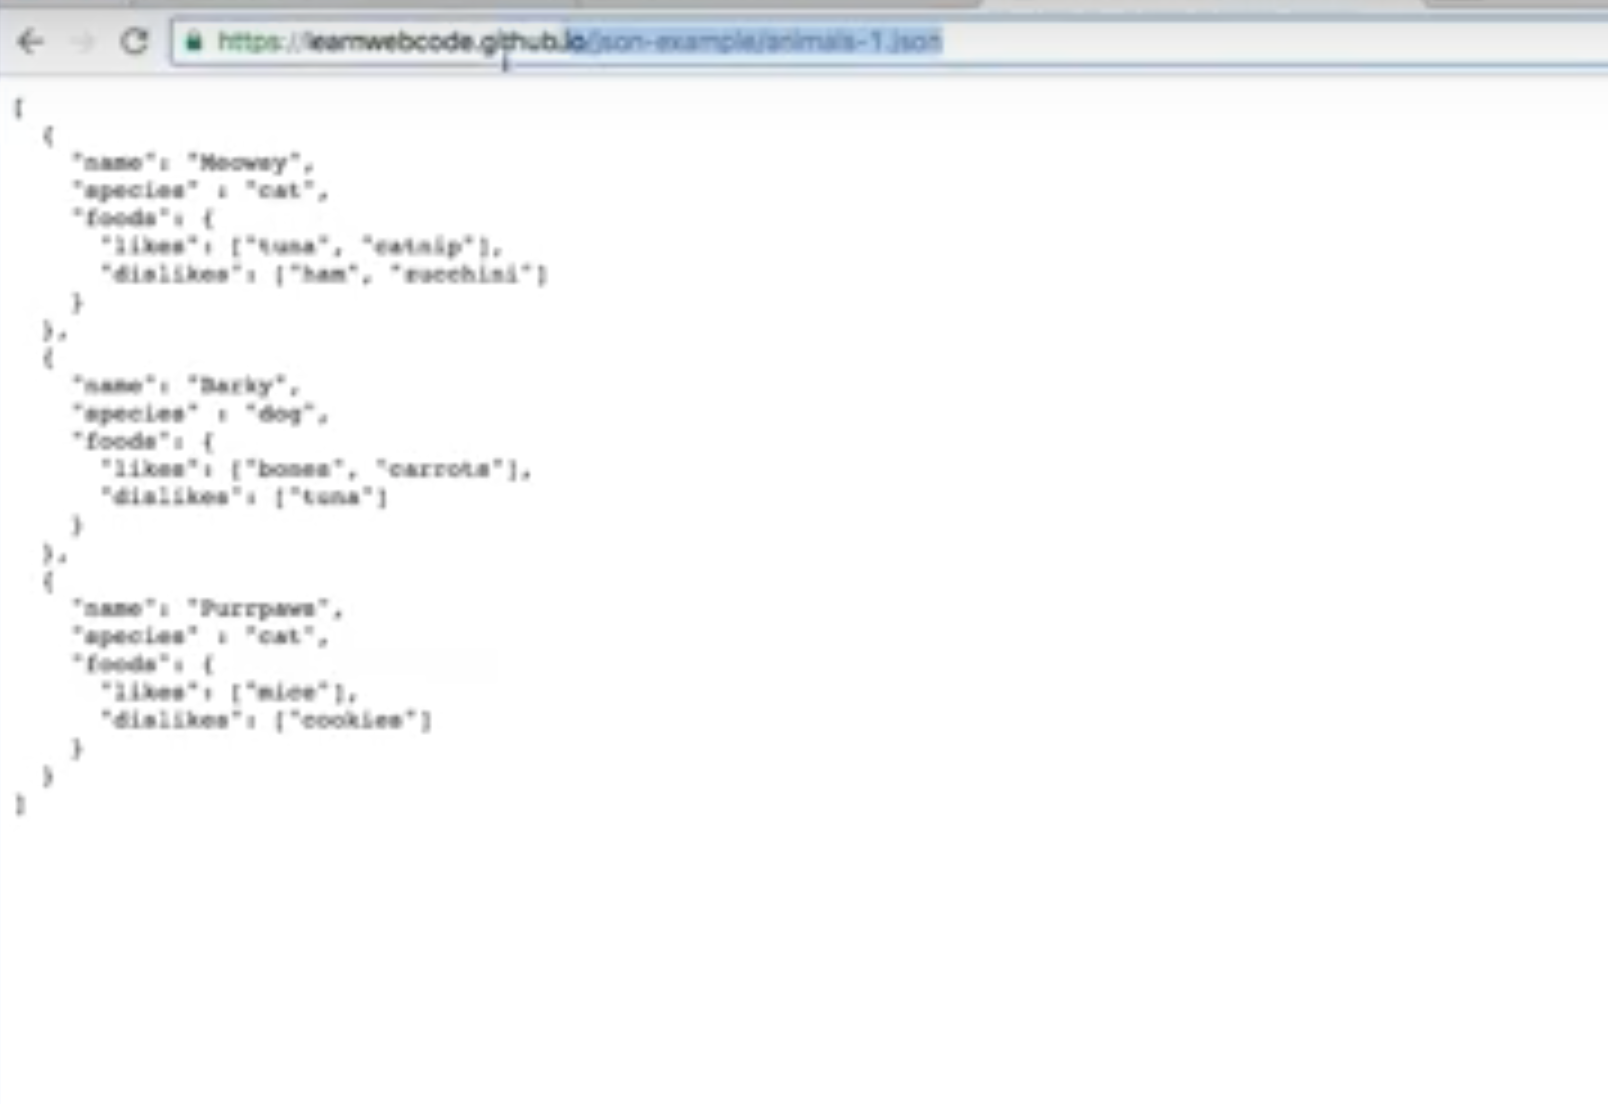 https://learnwebcode.github.io/json-example/animals-1.json
[
{
"name": "Meowsy",
"species" : "cat",
"foods": {
"likes": ["tuna", "catnip"],
"dislikes": ["ham", "zucchini"]
}
},
{
"name": "Barky",
"species" : "dog",
"foods": {
"likes": ["bones", "carrots"],
"dislikes": ["tuna"]
}
},
{
"name": "Purrpaws",
"species" : "cat",
"foods": {
"likes": ["mice"],
"dislikes": ["cookies"]
}
}
]